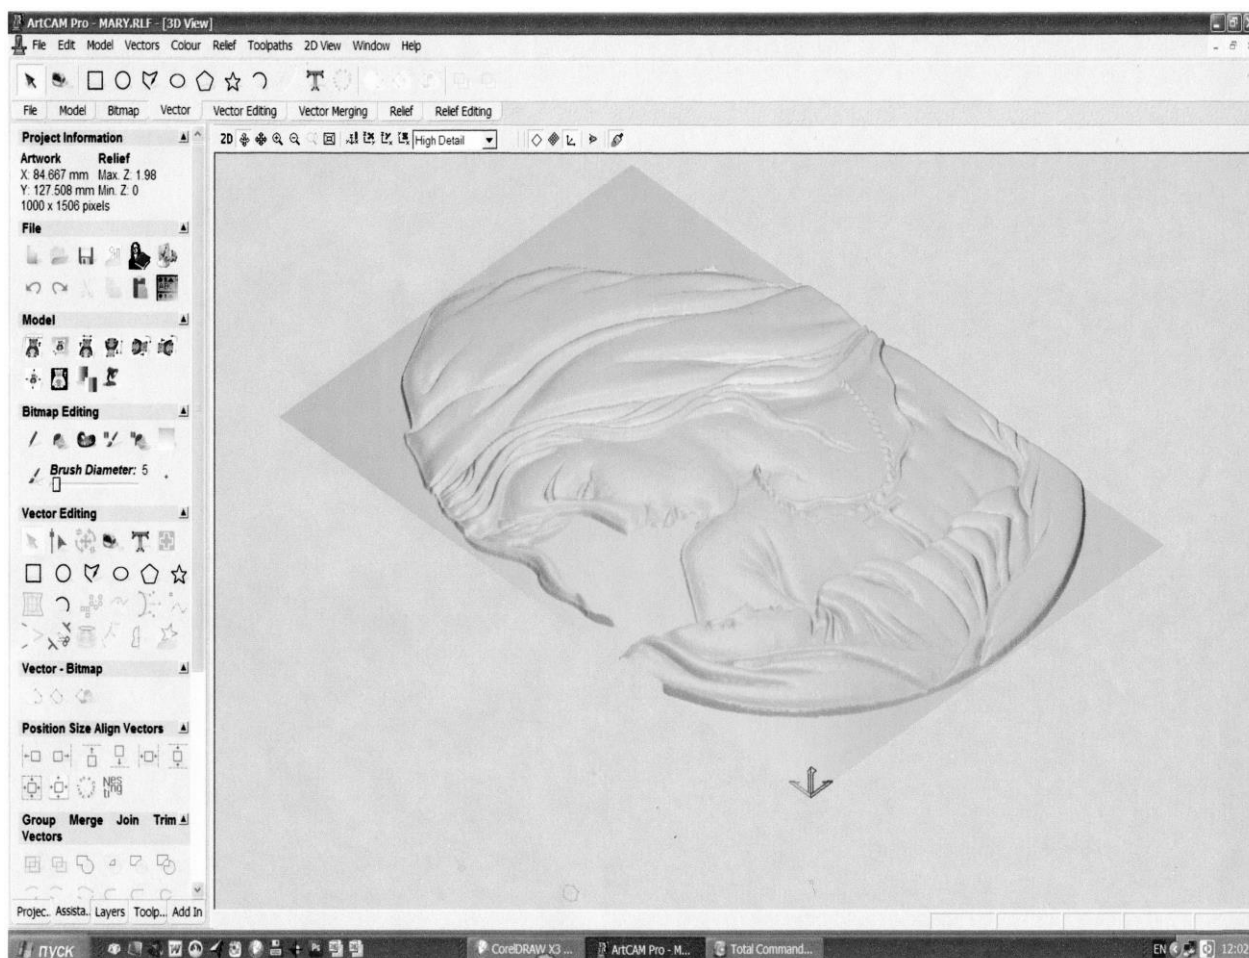 ArtCAM Pro - MARY.RLF - [3D View]
File Edit Model Vectors Colour Relief Toolpaths 2D View Window Help
File Model Bitmap Vector Vector Editing Vector Merging Relief Relief Editing
Project Information
2D High Detail
Artwork Relief
X: 84.667 mm Max. Z: 1.98
Y: 127.508 mm Min. Z: 0
1000 x 1506 pixels
File
Model
Bitmap Editing
Brush Diameter: 5
Vector Editing
Vector - Bitmap
Position Size Align Vectors
Group Merge Join Trim
Vectors
Projec.. Assista.. Layers Toolp... Add In
пуск CorelDRAW X3 ... ArtCAM Pro - M... Total Command... EN 12:02